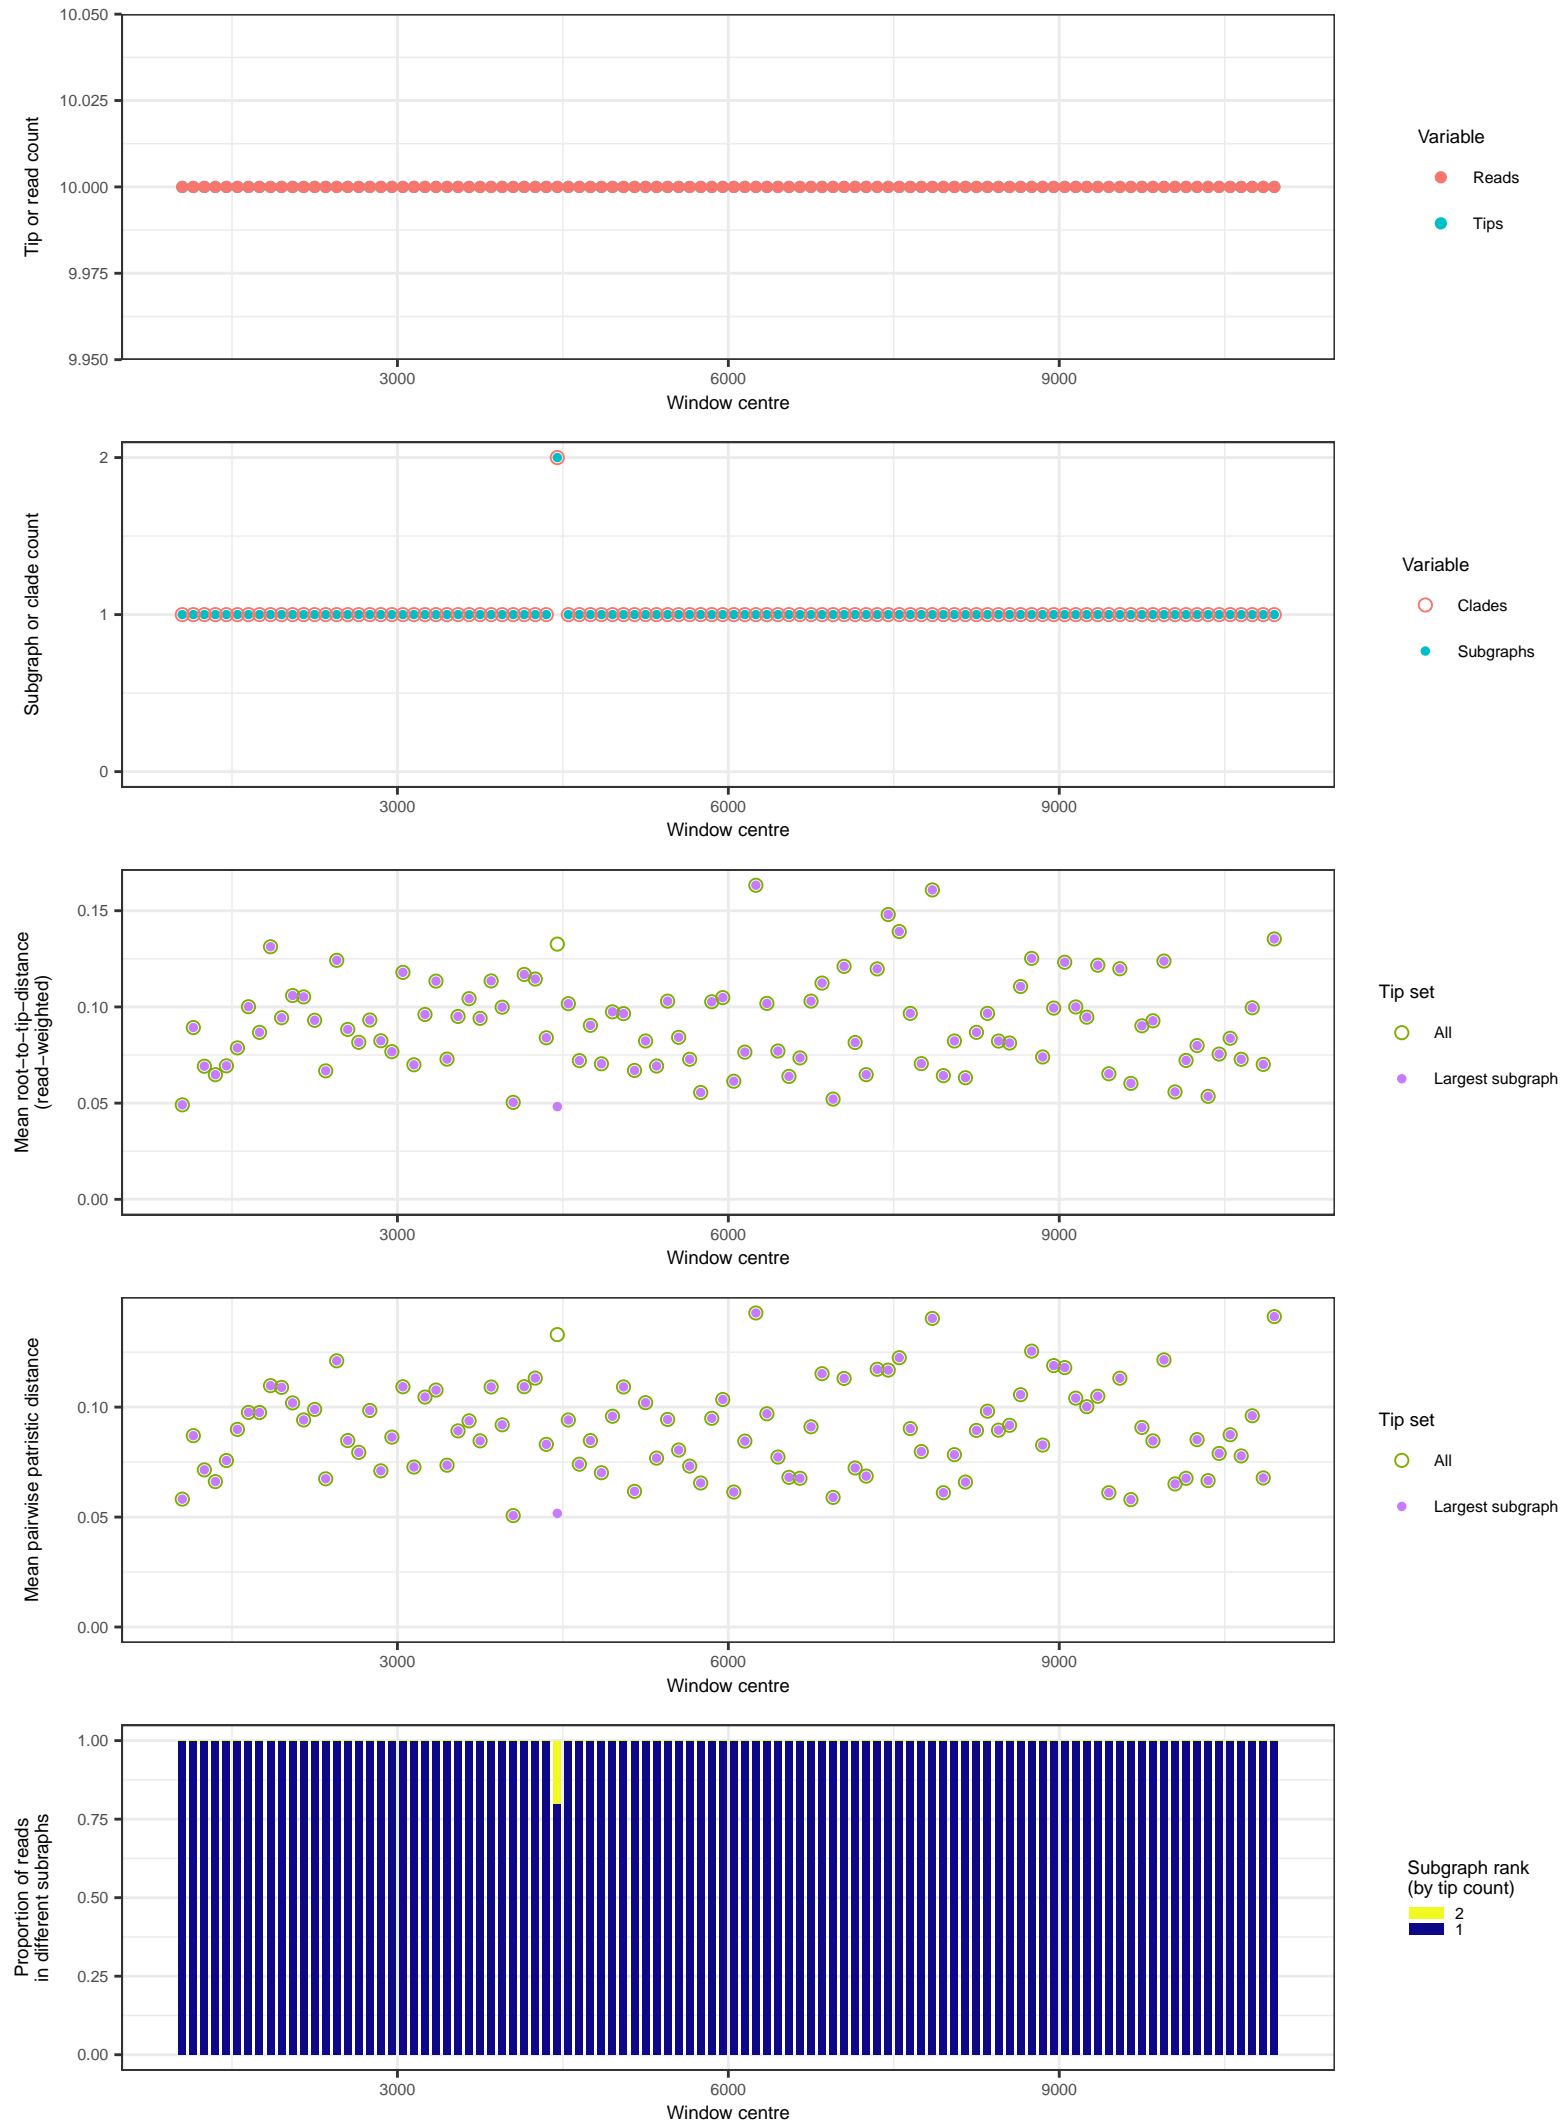 10.050
10.025
10.000
9.975
9.950
Tip or read count
3000
6000
9000
Window centre
Variable
Reads
Tips
2
1
0
Subgraph or clade count
3000
6000
9000
Window centre
Variable
Clades
Subgraphs
0.15
0.10
0.05
0.00
Mean root−to−tip−distance
(read−weighted)
3000
6000
9000
Window centre
Tip set
All
Largest subgraph
0.10
0.05
0.00
Mean pairwise patristic distance
3000
6000
9000
Window centre
Tip set
All
Largest subgraph
1.00
0.75
0.50
0.25
0.00
Proportion of reads
in different subraphs
3000
6000
9000
Window centre
Subgraph rank
(by tip count)
2
1